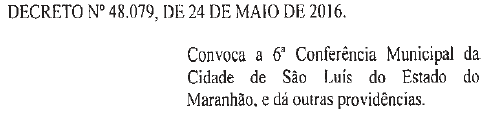 DECRETO Nº 48.079, DE 24 DE MAIO DE 2016.
Convoca a 6ª Conferência Municipal da
Cidade de São Luís do Estado do
Maranhão, e dá outras providências.